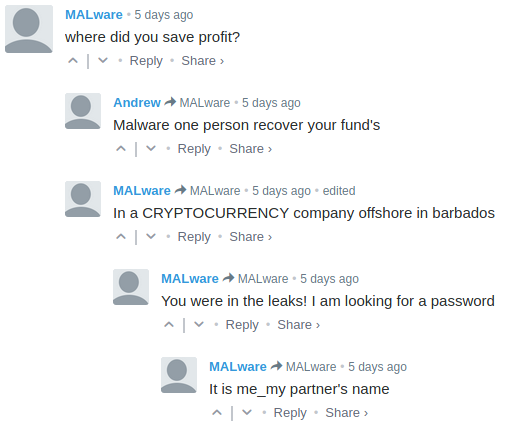 MALware • 5 days ago
where did you save profit?
• Reply • Share ›
Andrew MALware • 5 days ago
Malware one person recover your fund's
• Reply • Share ›
MALware MALware • 5 days ago • edited
In a CRYPTOCURRENCY company offshore in barbados
• Reply • Share ›
MALware MALware • 5 days ago
You were in the leaks! I am looking for a password
• Reply • Share ›
MALware MALware • 5 days ago
It is me_my partner's name
• Reply • Share ›